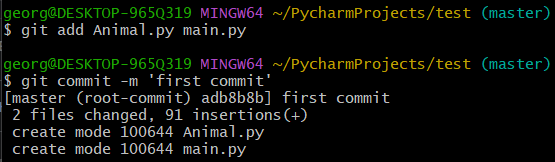 georg@DESKTOP-965Q319 MINGW64 ~/PycharmProjects/test (master)
$ git add Animal.py main.py
georg@DESKTOP-965Q319 MINGW64 ~/PycharmProjects/test (master)
$ git commit -m 'first commit'
[master (root-commit) adb8b8b] first commit
 2 files changed, 91 insertions(+)
 create mode 100644 Animal.py
 create mode 100644 main.py